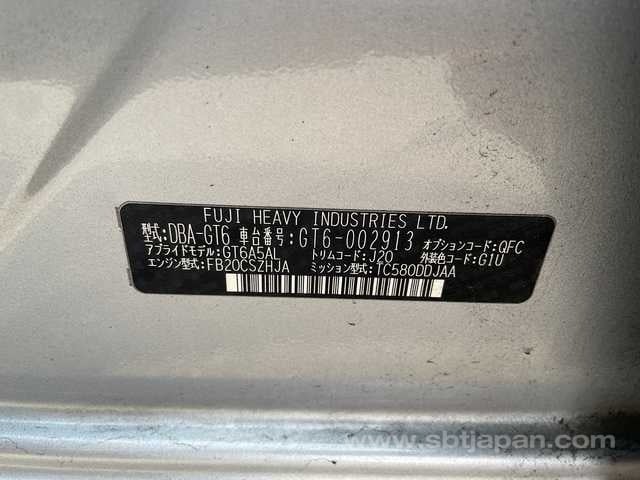 FUJI HEAVY INDUSTRIES LTD.
型式:DBA-GT6 車台番号:GT6-002913 オプションコード:QFC
アプライドモデル:GT6A5AL トリムコード:J20 外装色コード:G1U
エンジン型式:FB20CSZHJA ミッション型式:TC580DDJAA
www.sbtjapan.com